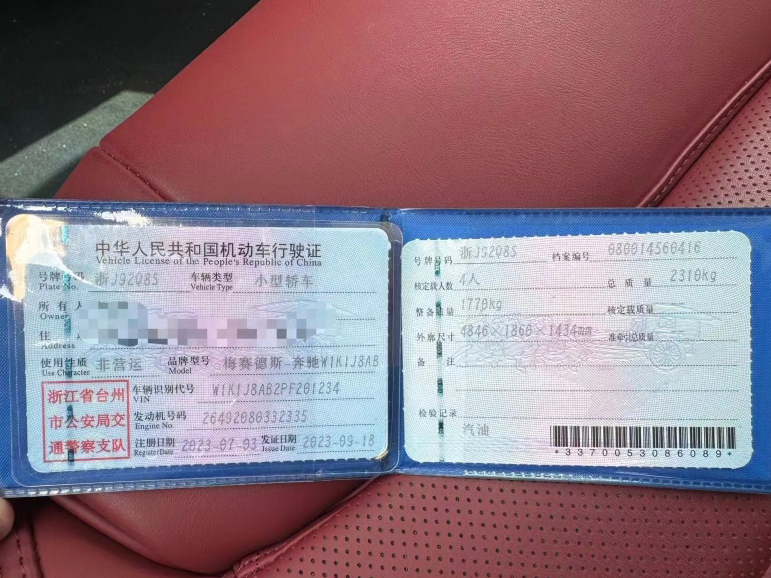 中华人民共和国机动车行驶证
Vehicle License of the People's Republic of China
号牌号码 浙J92Q8S 车辆类型 小型轿车
Plate No. Vehicle Type
所有人
Owner
住
Address
使用性质 非营运 品牌型号 梅赛德斯-奔驰W1K1J8AB
Use Character Model
浙江省台州
市公安局交
通警察支队
车辆识别代号 W1K1J8AB2PF201234
VIN
发动机号码 26492080332335
Engine No.
注册日期 2023-07-03 发证日期 2023-09-18
Register Date Issue Date
号牌号码 浙J92Q8S 档案编号 080014560416
核定载人数 4人 总质量 2310kg
整备质量 1770kg 核定载质量
外廓尺寸 4846×1860×1434mm 准牵引总质量
备注
检验记录
汽油
*3370053086089*